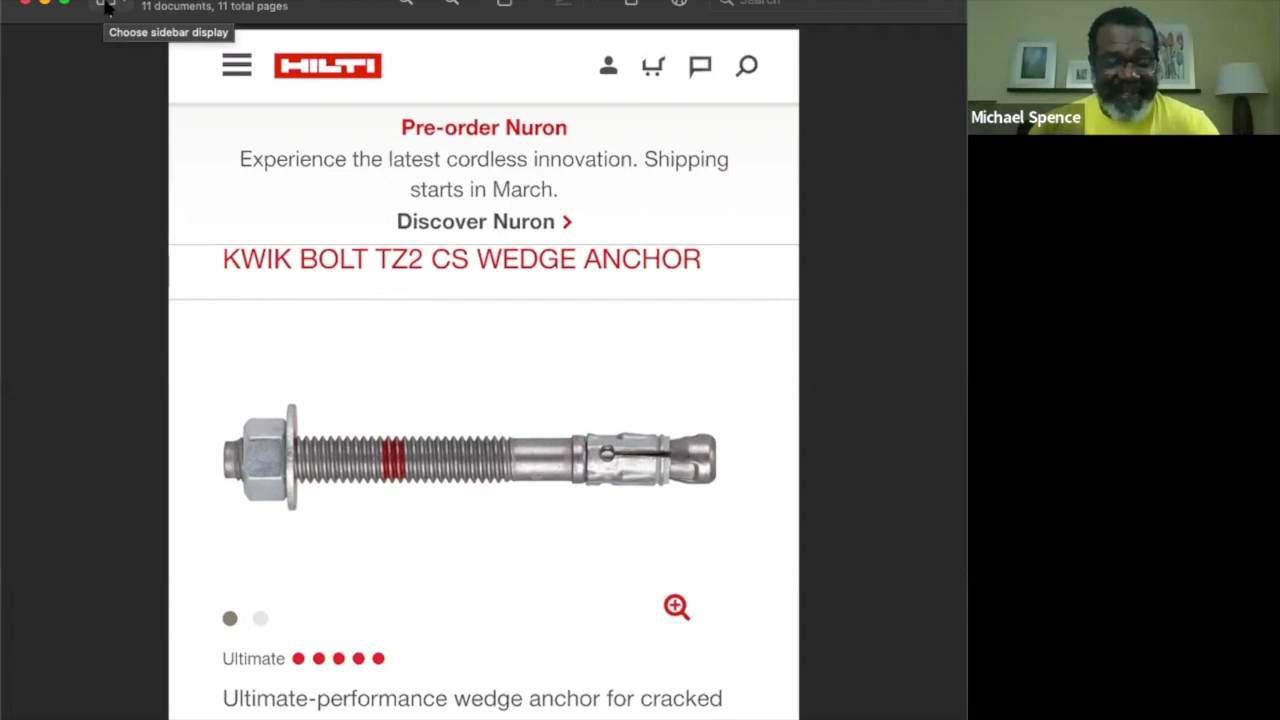 11 documents, 11 total pages
Search
Choose sidebar display
HILTI
Pre-order Nuron
Experience the latest cordless innovation. Shipping
starts in March.
Discover Nuron
KWIK BOLT TZ2 CS WEDGE ANCHOR
Ultimate
Ultimate-performance wedge anchor for cracked
Michael Spence